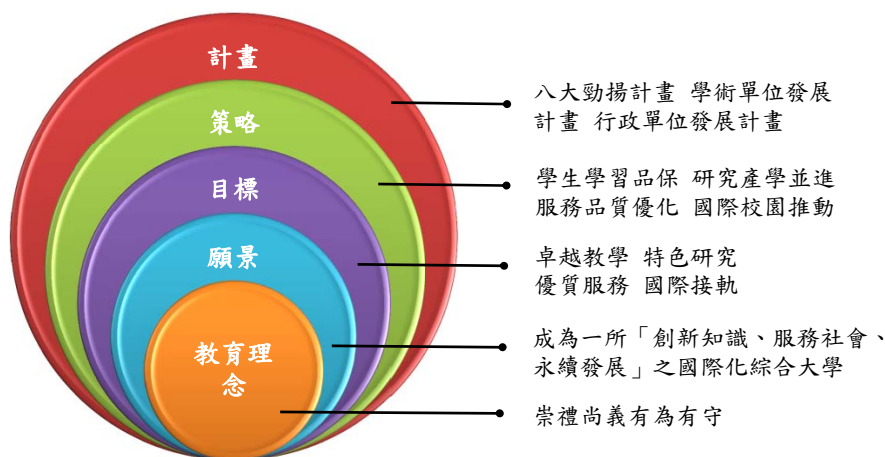 計畫
八大勁揚計畫 學術單位發展
計畫 行政單位發展計畫
策略
學生學習品保 研究產學並進
服務品質優化 國際校園推動
目標
卓越教學 特色研究
優質服務 國際接軌
願景
成為一所「創新知識、服務社會、
永續發展」之國際化綜合大學
教育理
念
崇禮尚義有為有守